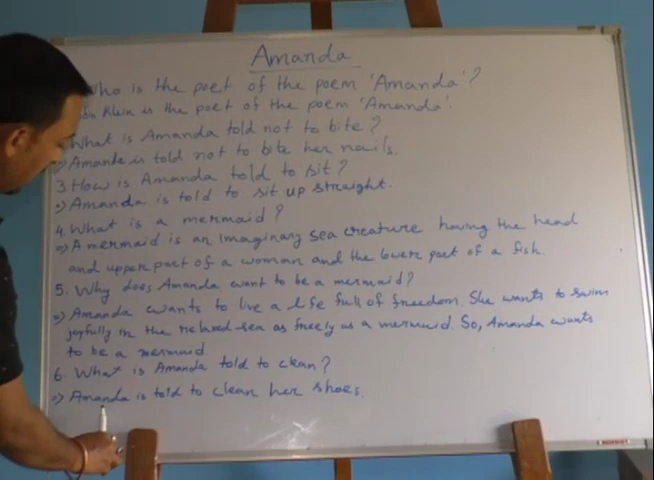 Amanda
Who is the poet of the poem 'Amanda'?
Klein is the poet of the poem 'Amanda'.
What is Amanda told not to bite?
=) Amanda is told not to bite her nails.
3. How is Amanda told to sit?
=) Amanda is told to sit up straight.
4. What is a mermaid?
=) A mermaid is an Imaginary sea creature having the head
and upper part of a woman and the lower part of a fish.
5. Why does Amanda want to be a mermaid?
=) Amanda wants to live a life full of freedom. She wants to swim
joyfully in the relaxed sea as freely as a mermaid. So, Amanda wants
to be a mermaid.
6. What is Amanda told to clean?
=) Amanda is told to clean her shoes.